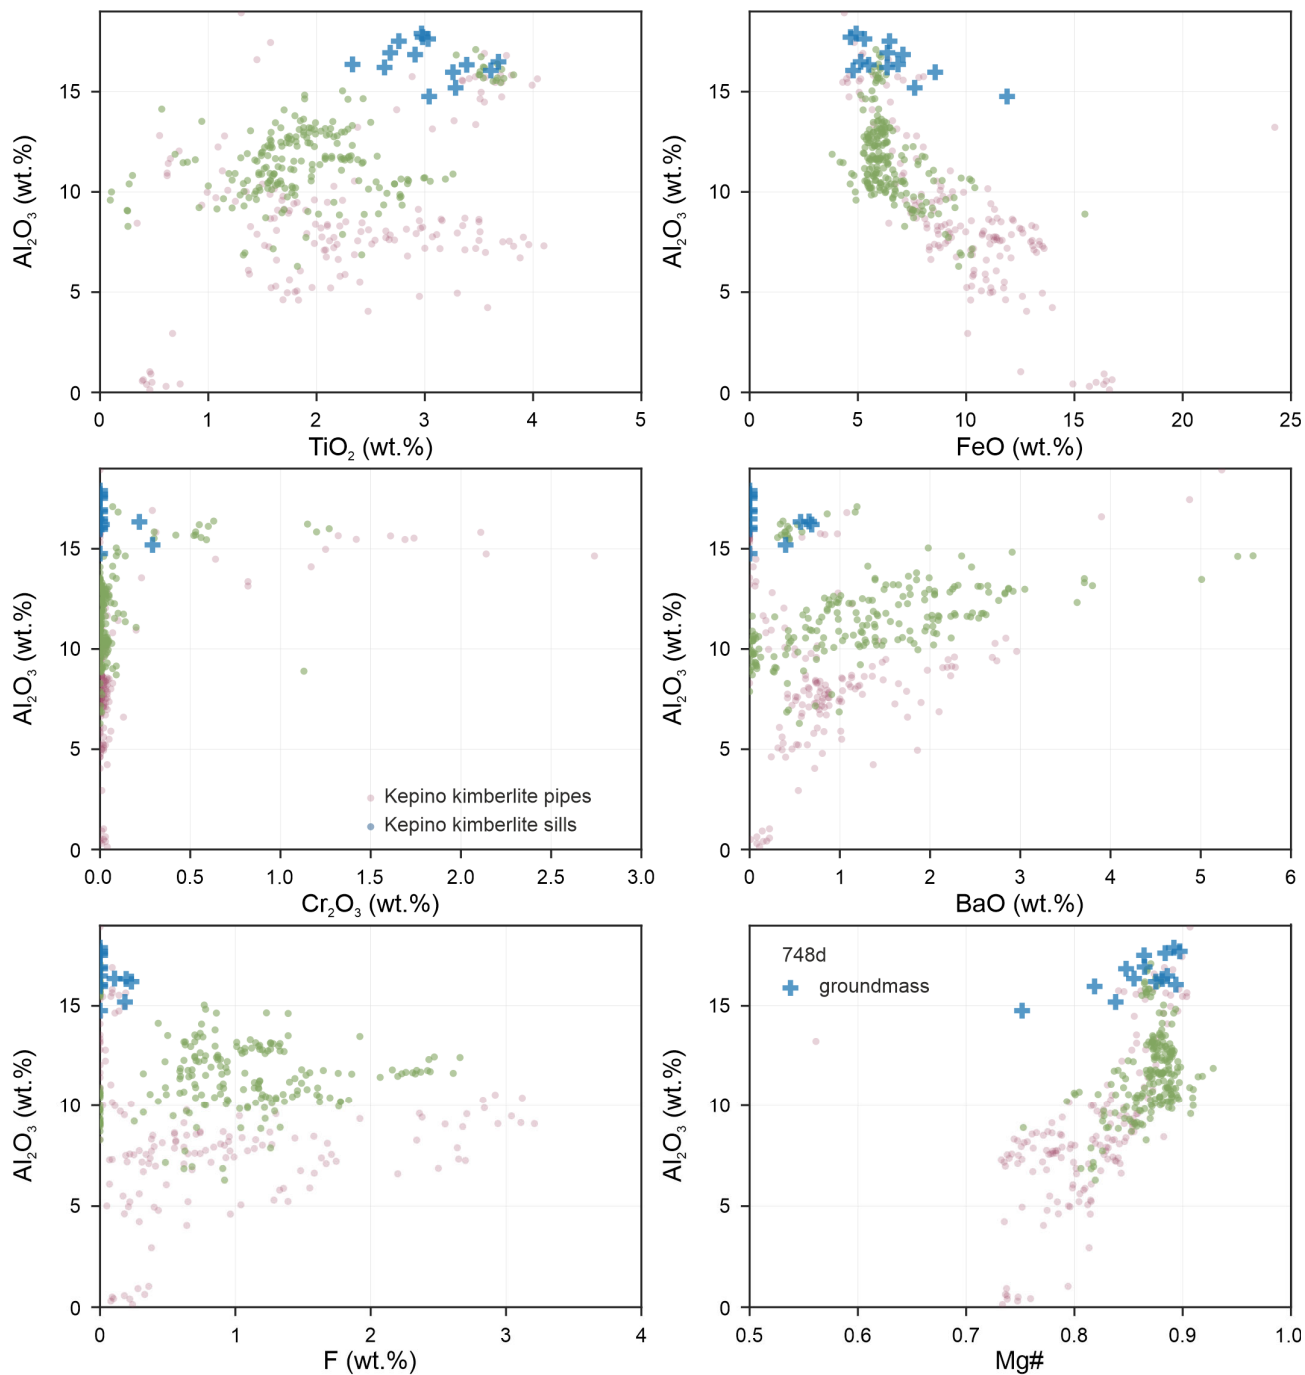 15
10
5
0
Al₂O₃ (wt.%)
0 1 2 3 4 5
TiO₂ (wt.%)
15
10
5
0
Al₂O₃ (wt.%)
0 5 10 15 20 25
FeO (wt.%)
15
10
5
0
Al₂O₃ (wt.%)
Kepino kimberlite pipes
Kepino kimberlite sills
0.0 0.5 1.0 1.5 2.0 2.5 3.0
Cr₂O₃ (wt.%)
15
10
5
0
Al₂O₃ (wt.%)
0 1 2 3 4 5 6
BaO (wt.%)
15
10
5
0
Al₂O₃ (wt.%)
0 1 2 3 4
F (wt.%)
748d
groundmass
15
10
5
0
Al₂O₃ (wt.%)
0.5 0.6 0.7 0.8 0.9 1.0
Mg#